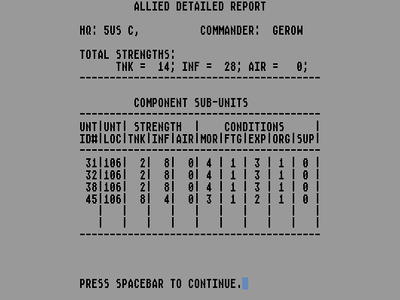 ALLIED DETAILED REPORT
HQ: 5US C, COMMANDER: GEROW
TOTAL STRENGTHS:
TNK = 14; INF = 28; AIR = 0;
COMPONENT SUB-UNITS
UNT|UNT| STRENGTH | CONDITIONS |
ID#|LOC|TNK|INF|AIR|MOR|FTG|EXP|ORG|SUP|
31|106| 2| 8| 0| 4 | 1 | 3 | 1 | 0 |
32|106| 2| 8| 0| 4 | 1 | 3 | 1 | 0 |
38|106| 2| 8| 0| 4 | 1 | 3 | 1 | 0 |
45|106| 8| 4| 0| 3 | 1 | 2 | 1 | 0 |
PRESS SPACEBAR TO CONTINUE.